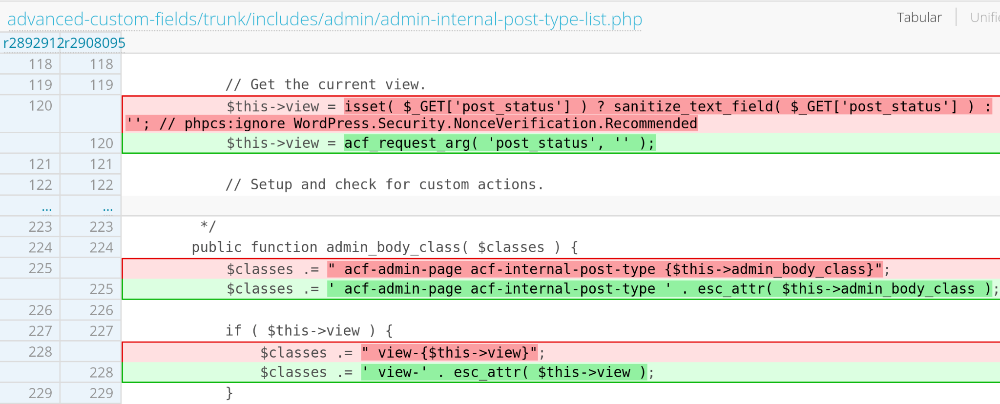 advanced-custom-fields/trunk/includes/admin/admin-internal-post-type-list.php
Tabular Unifie
r2892912 r2908095
118 118
119 119 // Get the current view.
120 $this->view = isset( $_GET['post_status'] ) ? sanitize_text_field( $_GET['post_status'] ) :
''; // phpcs:ignore WordPress.Security.NonceVerification.Recommended
120 $this->view = acf_request_arg( 'post_status', '' );
121 121
122 122 // Setup and check for custom actions.
... ...
223 223 */
224 224 public function admin_body_class( $classes ) {
225 $classes .= " acf-admin-page acf-internal-post-type {$this->admin_body_class}";
225 $classes .= ' acf-admin-page acf-internal-post-type ' . esc_attr( $this->admin_body_class );
226 226
227 227 if ( $this->view ) {
228 $classes .= " view-{$this->view}";
228 $classes .= ' view-' . esc_attr( $this->view );
229 229 }